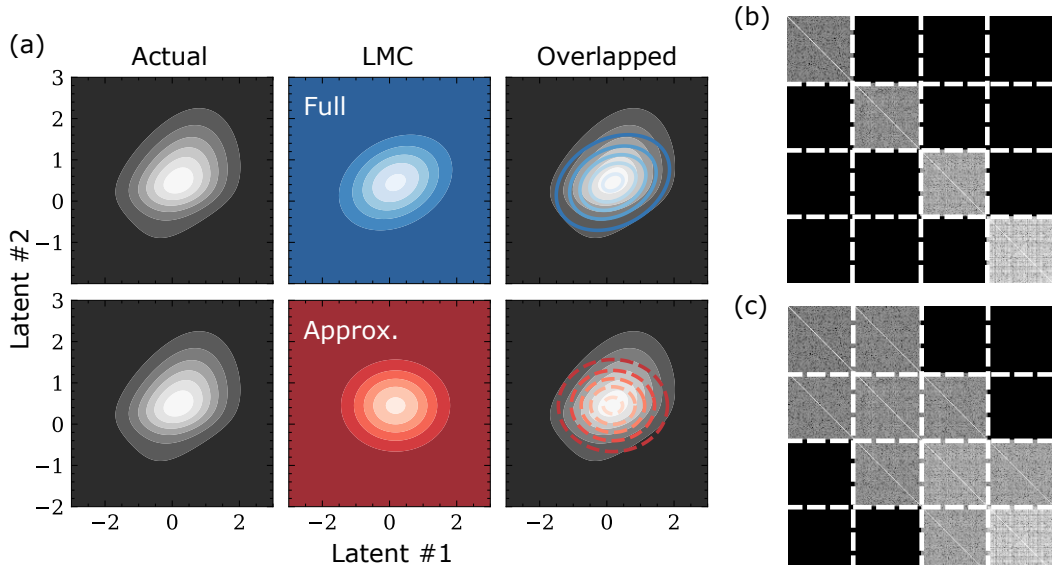 (a)
Actual
LMC
Overlapped
(b)
3
2
1
0
−1
Full
Latent #2
3
2
1
0
−1
−2
Approx.
−2
0
2
−2
0
2
−2
0
2
Latent #1
(c)